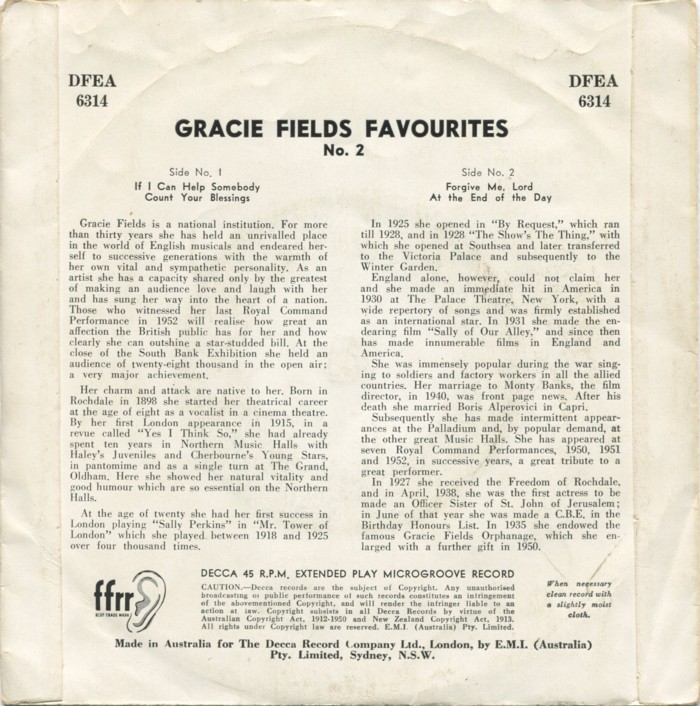 DFEA
6314
DFEA
6314
GRACIE FIELDS FAVOURITES
No. 2
Side No. 1
If I Can Help Somebody
Count Your Blessings
Side No. 2
Forgive Me, Lord
At the End of the Day
Gracie Fields is a national institution. For more
than thirty years she has held an unrivalled place
in the world of English musicals and endeared her-
self to successive generations with the warmth of
her own vital and sympathetic personality. As an
artist she has a capacity shared only by the greatest
of making an audience love and laugh with her
and has sung her way into the heart of a nation.
Those who witnessed her last Royal Command
Performance in 1952 will realise how great an
affection the British public has for her and how
clearly she can outshine a star-studded bill. At the
close of the South Bank Exhibition she held an
audience of twenty-eight thousand in the open air;
a very major achievement.
Her charm and attack are native to her. Born in
Rochdale in 1898 she started her theatrical career
at the age of eight as a vocalist in a cinema theatre.
By her first London appearance in 1915, in a
revue called "Yes I Think So," she had already
spent ten years in Northern Music Halls with
Haley's Juveniles and Cherbourne's Young Stars,
in pantomime and as a single turn at The Grand,
Oldham. Here she showed her natural vitality and
good humour which are so essential on the Northern
Halls.
At the age of twenty she had her first success in
London playing "Sally Perkins" in "Mr. Tower of
London" which she played between 1918 and 1925
over four thousand times.
In 1925 she opened in "By Request," which ran
till 1928, and in 1928 "The Show's The Thing," with
which she opened at Southsea and later transferred
to the Victoria Palace and subsequently to the
Winter Garden.
England alone, however, could not claim her
and she made an immediate hit in America in
1930 at The Palace Theatre, New York, with a
wide repertory of songs and was firmly established
as an international star. In 1931 she made the en-
dearing film "Sally of Our Alley," and since then
has made innumerable films in England and
America.
She was immensely popular during the war sing-
ing to soldiers and factory workers in all the allied
countries. Her marriage to Monty Banks, the film
director, in 1940, was front page news. After his
death she married Boris Alperovici in Capri.
Subsequently she has made intermittent appear-
ances at the Palladium and, by popular demand, at
the other great Music Halls. She has appeared at
seven Royal Command Performances, 1950, 1951
and 1952, in successive years, a great tribute to a
great performer.
In 1927 she received the Freedom of Rochdale,
and in April, 1938, she was the first actress to be
made an Officer Sister of St. John of Jerusalem;
in June of that year she was made a C.B.E. in the
Birthday Honours List. In 1935 she endowed the
famous Gracie Fields Orphanage, which she en-
larged with a further gift in 1950.
ffrr
REGD TRADE MARK
DECCA 45 R.P.M. EXTENDED PLAY MICROGROOVE RECORD
CAUTION.—Decca records are the subject of Copyright. Any unauthorised
broadcasting or public performance of such records constitutes an infringement
of the abovementioned Copyright, and will render the infringer liable to an
action at law. Copyright subsists in all Decca Records by virtue of the
Australian Copyright Act, 1912-1950 and New Zealand Copyright Act, 1913.
All rights under Copyright law are reserved. E.M.I. (Australia) Pty. Limited.
When necessary
clean record with
a slightly moist
cloth.
Made in Australia for The Decca Record Company Ltd., London, by E.M.I. (Australia)
Pty. Limited, Sydney, N.S.W.